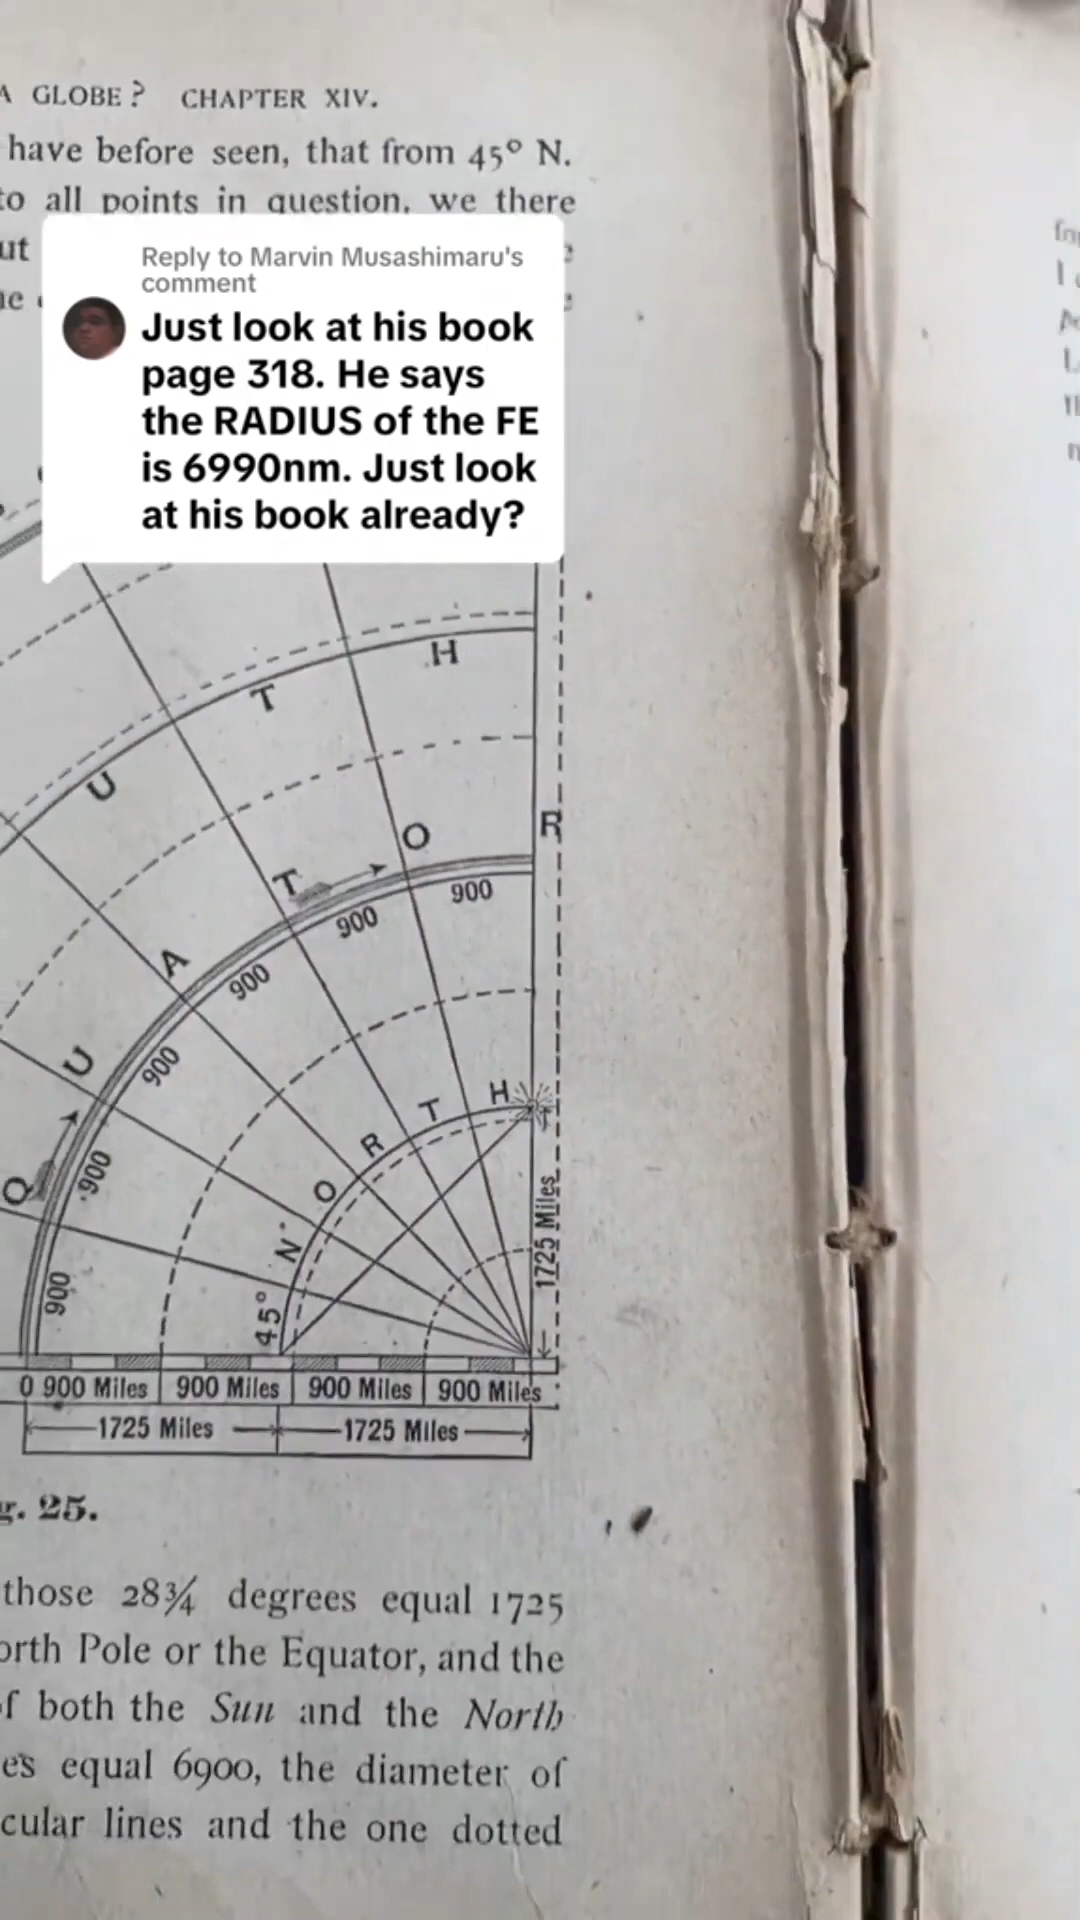 A GLOBE? CHAPTER XIV.
have before seen, that from 45° N.
to all points in question, we there
ut
Reply to Marvin Musashimaru's
comment
Just look at his book
page 318. He says
the RADIUS of the FE
is 6990nm. Just look
at his book already?
U T H
Q U A T O R
900
900
900
900
900
900
45° N. O R T H
1725 Miles
0 900 Miles 900 Miles 900 Miles 900 Miles
1725 Miles 1725 Miles
25.
those 28¾ degrees equal 1725
orth Pole or the Equator, and the
of both the Sun and the North
es equal 6900, the diameter of
cular lines and the one dotted